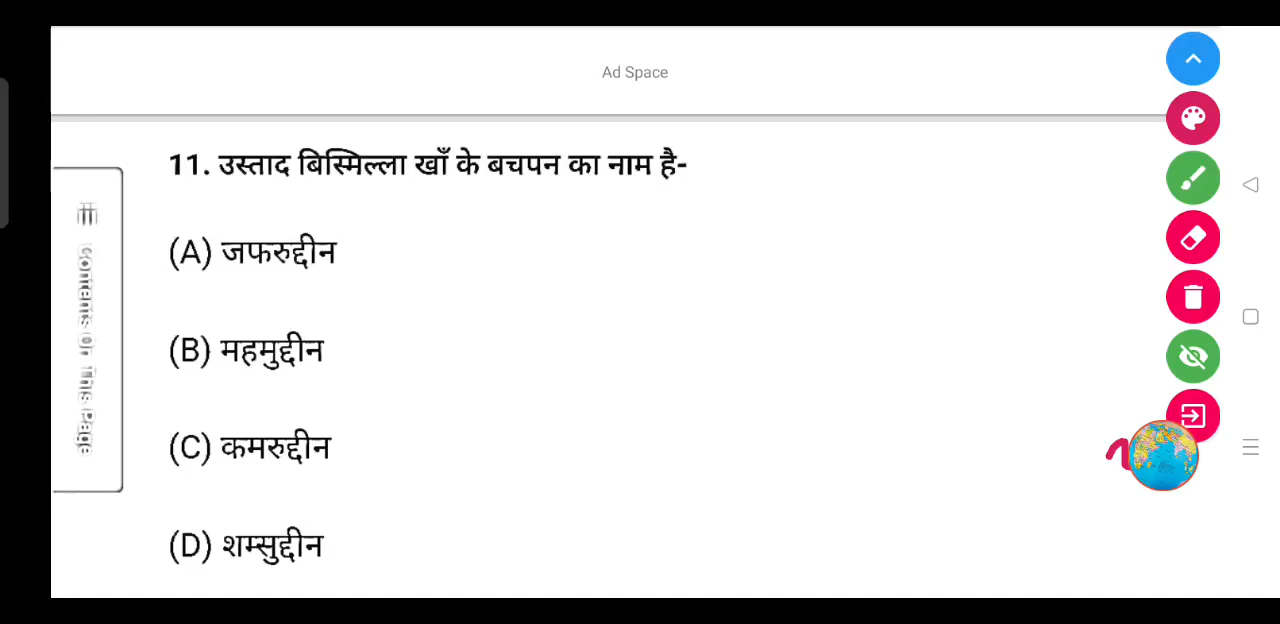 Ad Space
11. उस्ताद बिस्मिल्ला खाँ के बचपन का नाम है-
(A) जफरुद्दीन
(B) महमुद्दीन
(C) कमरुद्दीन
(D) शम्सुद्दीन
Contents On This Page